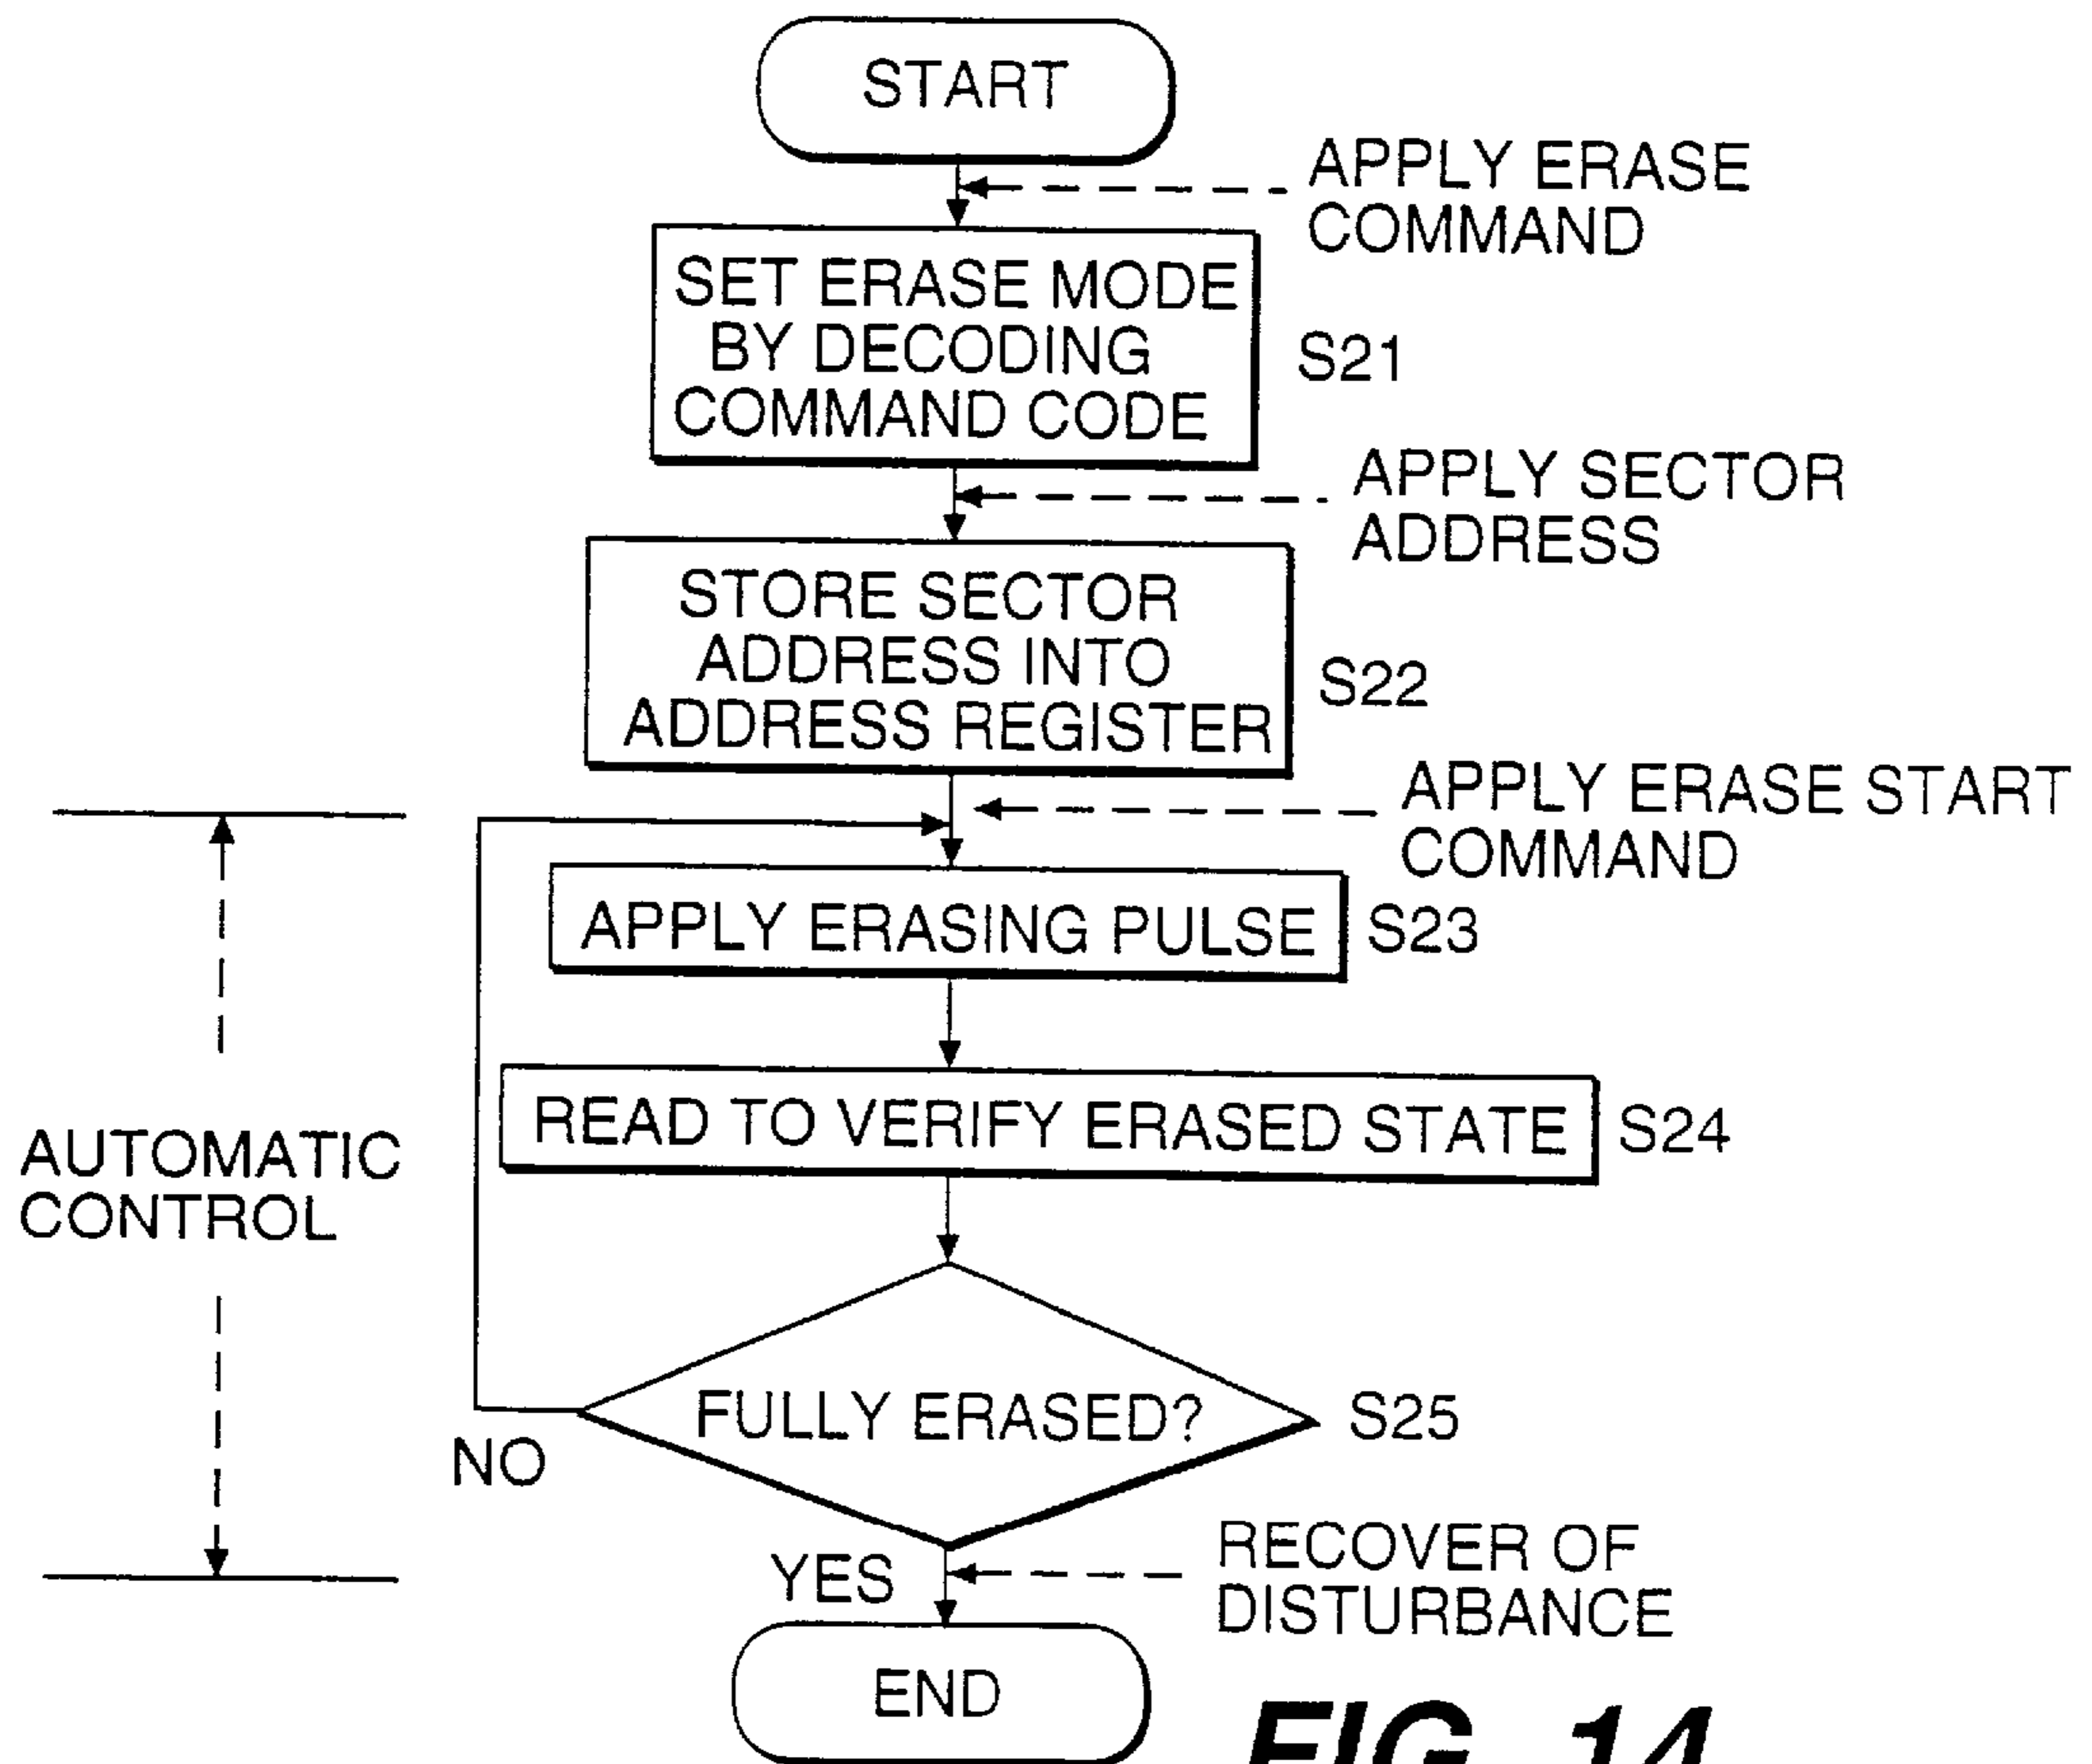 START
APPLY ERASE
COMMAND
SET ERASE MODE
BY DECODING
COMMAND CODE
S21
APPLY SECTOR
ADDRESS
STORE SECTOR
ADDRESS INTO
ADDRESS REGISTER
S22
APPLY ERASE START
COMMAND
APPLY ERASING PULSE
S23
READ TO VERIFY ERASED STATE
S24
AUTOMATIC
CONTROL
FULLY ERASED?
S25
NO
YES
RECOVER OF
DISTURBANCE
END
FIG. 14